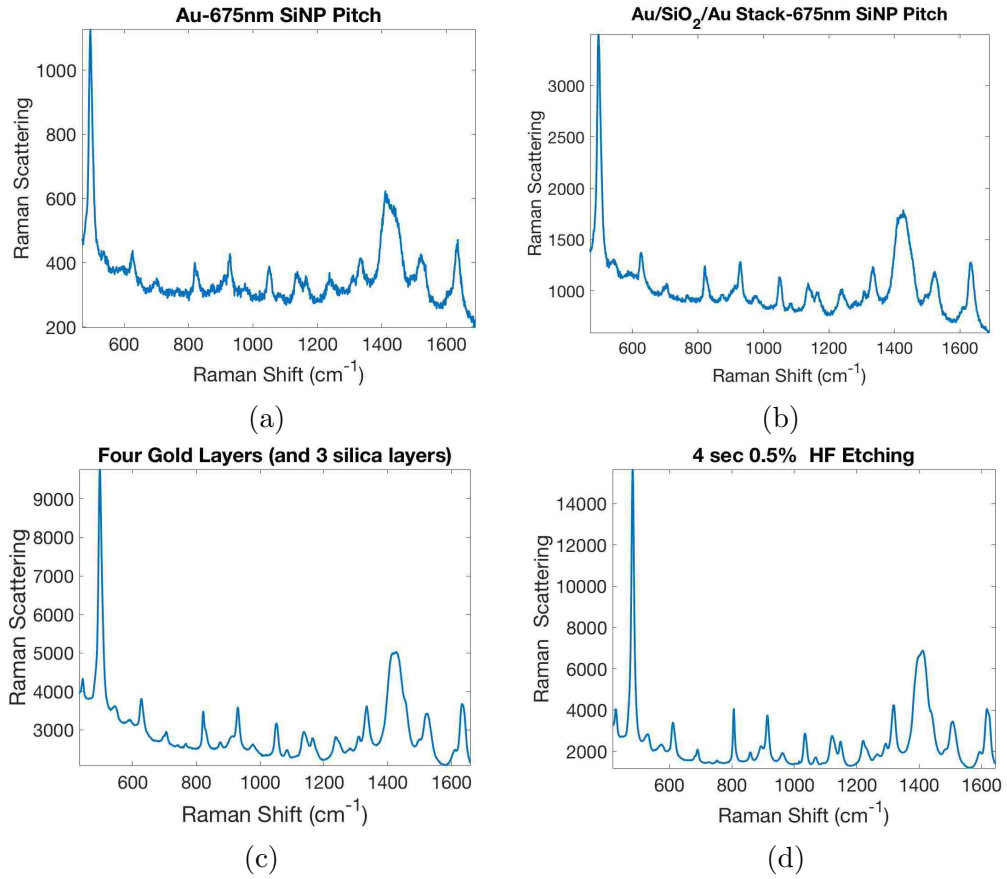 Au-675nm SiNP Pitch
Raman Scattering
1000
800
600
400
200
600 800 1000 1200 1400 1600
Raman Shift (cm⁻¹)
(a)
Au/SiO₂/Au Stack-675nm SiNP Pitch
Raman Scattering
3000
2500
2000
1500
1000
600 800 1000 1200 1400 1600
Raman Shift (cm⁻¹)
(b)
Four Gold Layers (and 3 silica layers)
Raman Scattering
9000
8000
7000
6000
5000
4000
3000
600 800 1000 1200 1400 1600
Raman Shift (cm⁻¹)
(c)
4 sec 0.5% HF Etching
Raman Scattering
14000
12000
10000
8000
6000
4000
2000
600 800 1000 1200 1400 1600
Raman Shift (cm⁻¹)
(d)